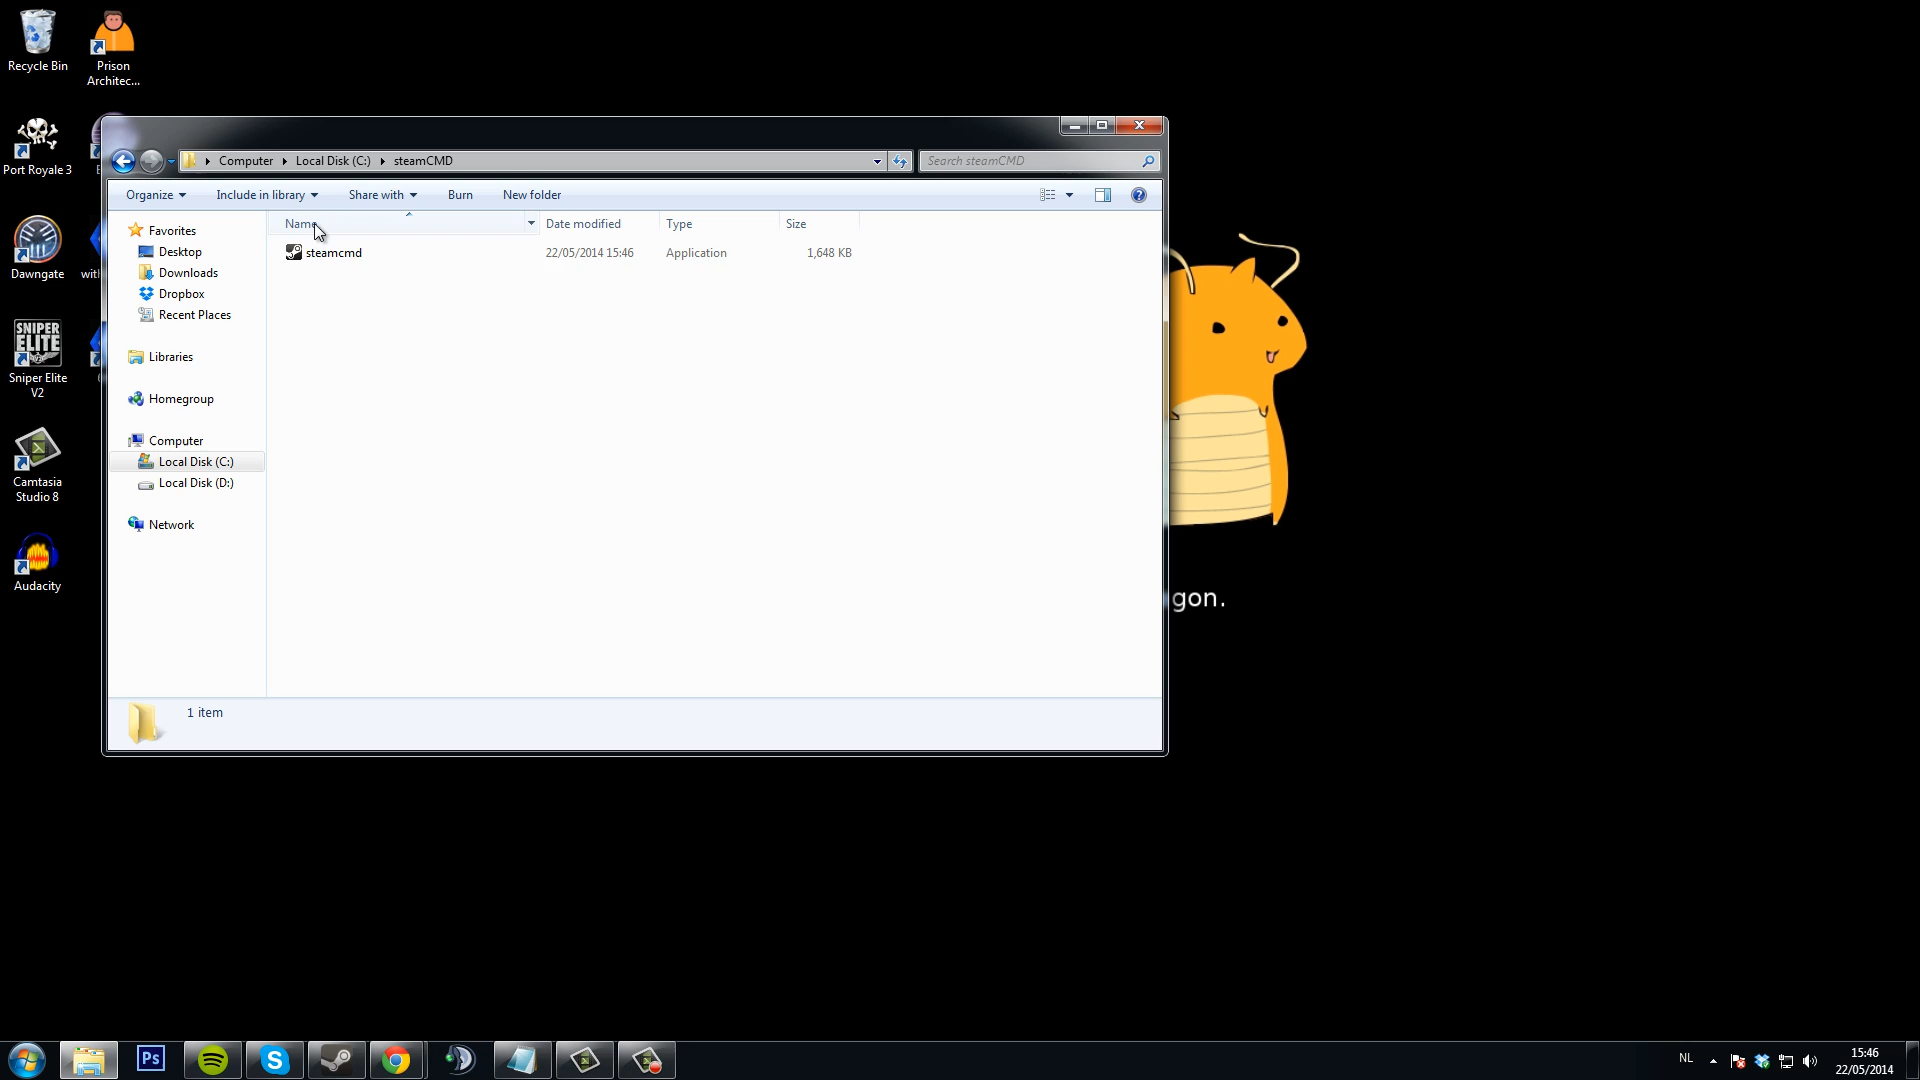 Recycle Bin
Prison
Architec...
Port Royale 3
Dawngate
SNIPER
ELITE
V2
Sniper Elite
V2
Camtasia
Studio 8
Audacity
Computer
Local Disk (C:)
steamCMD
Search steamCMD
Organize
Include in library
Share with
Burn
New folder
Favorites
Desktop
Downloads
Dropbox
Recent Places
Libraries
Homegroup
Computer
Local Disk (C:)
Local Disk (D:)
Network
Name
Date modified
Type
Size
steamcmd
22/05/2014 15:46
Application
1,648 KB
1 item
gon.
Ps
NL
15:46
22/05/2014